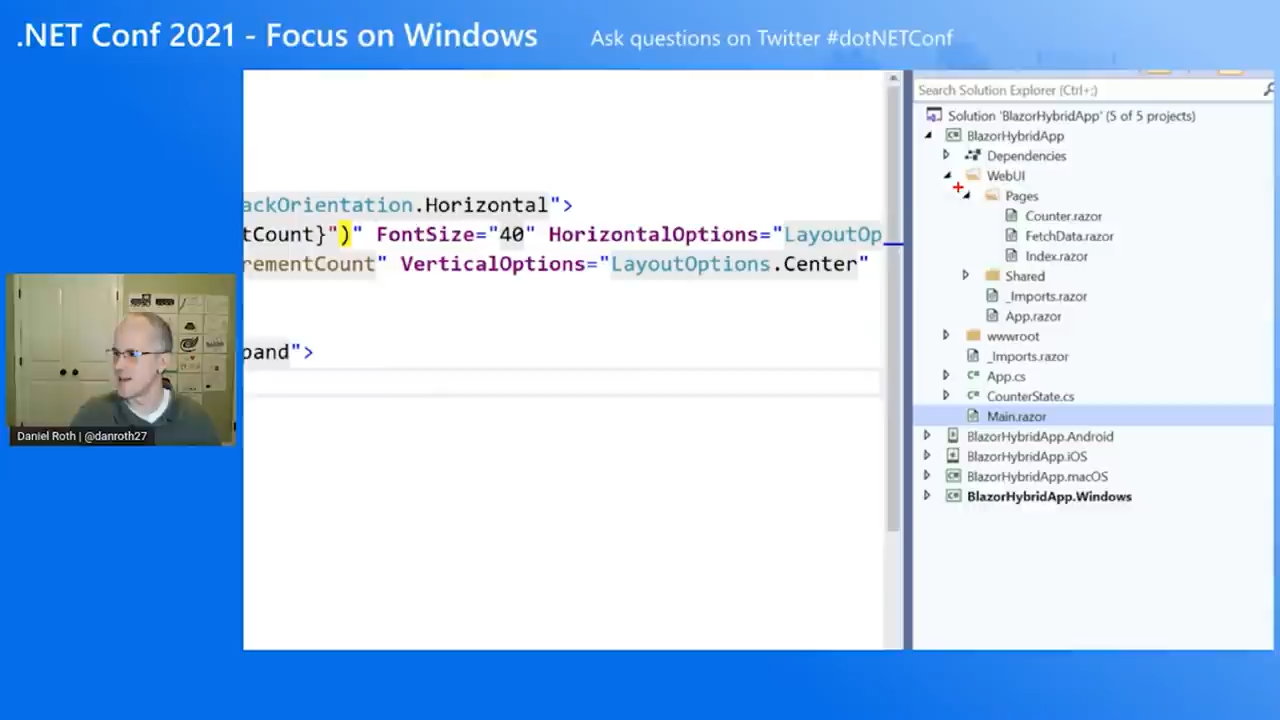 .NET Conf 2021 - Focus on Windows
Ask questions on Twitter #dotNETConf
ackOrientation.Horizontal">
tCount}")" FontSize="40" HorizontalOptions="LayoutOp
rementCount" VerticalOptions="LayoutOptions.Center"
pand">
Daniel Roth | @danroth27
Search Solution Explorer (Ctrl+;)
Solution 'BlazorHybridApp' (5 of 5 projects)
C# BlazorHybridApp
Dependencies
WebUI
Pages
Counter.razor
FetchData.razor
Index.razor
Shared
_Imports.razor
App.razor
wwwroot
_Imports.razor
C# App.cs
C# CounterState.cs
Main.razor
BlazorHybridApp.Android
BlazorHybridApp.iOS
C# BlazorHybridApp.macOS
C# BlazorHybridApp.Windows